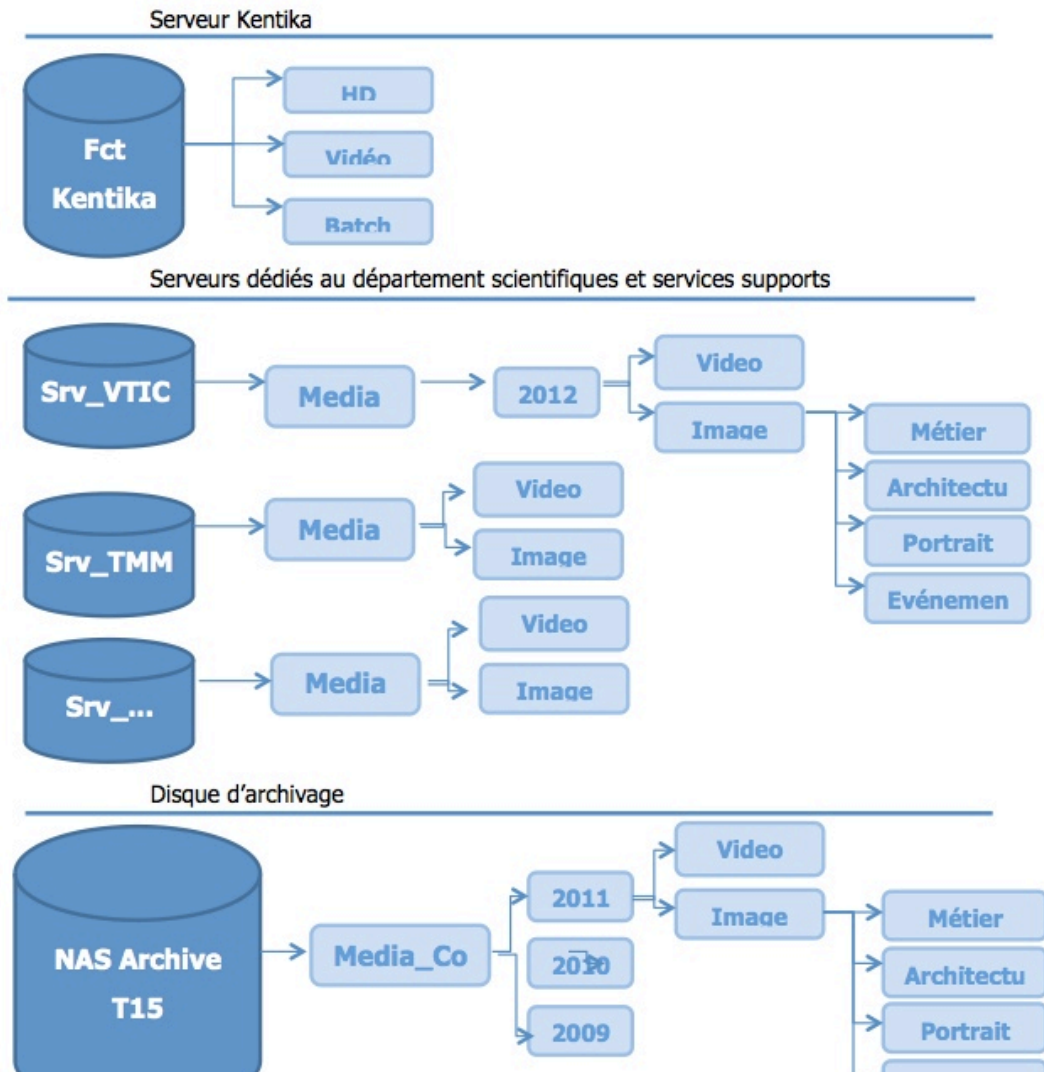 Serveur Kentika
Fct
Kentika
HD
Vidéo
Batch
Serveurs dédiés au département scientifiques et services supports
Srv_VTIC
Media
2012
Video
Image
Métier
Architectu
Portrait
Evénemen
Srv_TMM
Media
Video
Image
Srv_...
Media
Video
Image
Disque d’archivage
NAS Archive
T15
Media_Co
2011
2010
2009
Video
Image
Métier
Architectu
Portrait